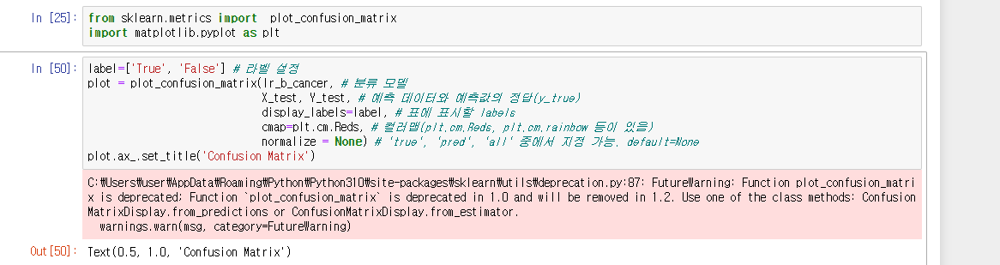 In [25]: from sklearn.metrics import  plot_confusion_matrix
import matplotlib.pyplot as plt
In [50]: label=['True', 'False'] # 라벨 설정
plot = plot_confusion_matrix(lr_b_cancer, # 분류 모델
X_test, Y_test, # 예측 데이터와 예측값의 정답(y_true)
display_labels=label, # 표에 표시할 labels
cmap=plt.cm.Reds, # 컬러맵(plt.cm.Reds, plt.cm.rainbow 등이 있음)
normalize = None) # 'true', 'pred', 'all' 중에서 지정 가능. default=None
plot.ax_.set_title('Confusion Matrix')
C:₩Users₩user₩AppData₩Roaming₩Python₩Python310₩site-packages₩sklearn₩utils₩deprecation.py:87: FutureWarning: Function plot_confusion_matri
x is deprecated; Function `plot_confusion_matrix` is deprecated in 1.0 and will be removed in 1.2. Use one of the class methods: Confusion
MatrixDisplay.from_predictions or ConfusionMatrixDisplay.from_estimator.
warnings.warn(msg, category=FutureWarning)
Out[50]: Text(0.5, 1.0, 'Confusion Matrix')